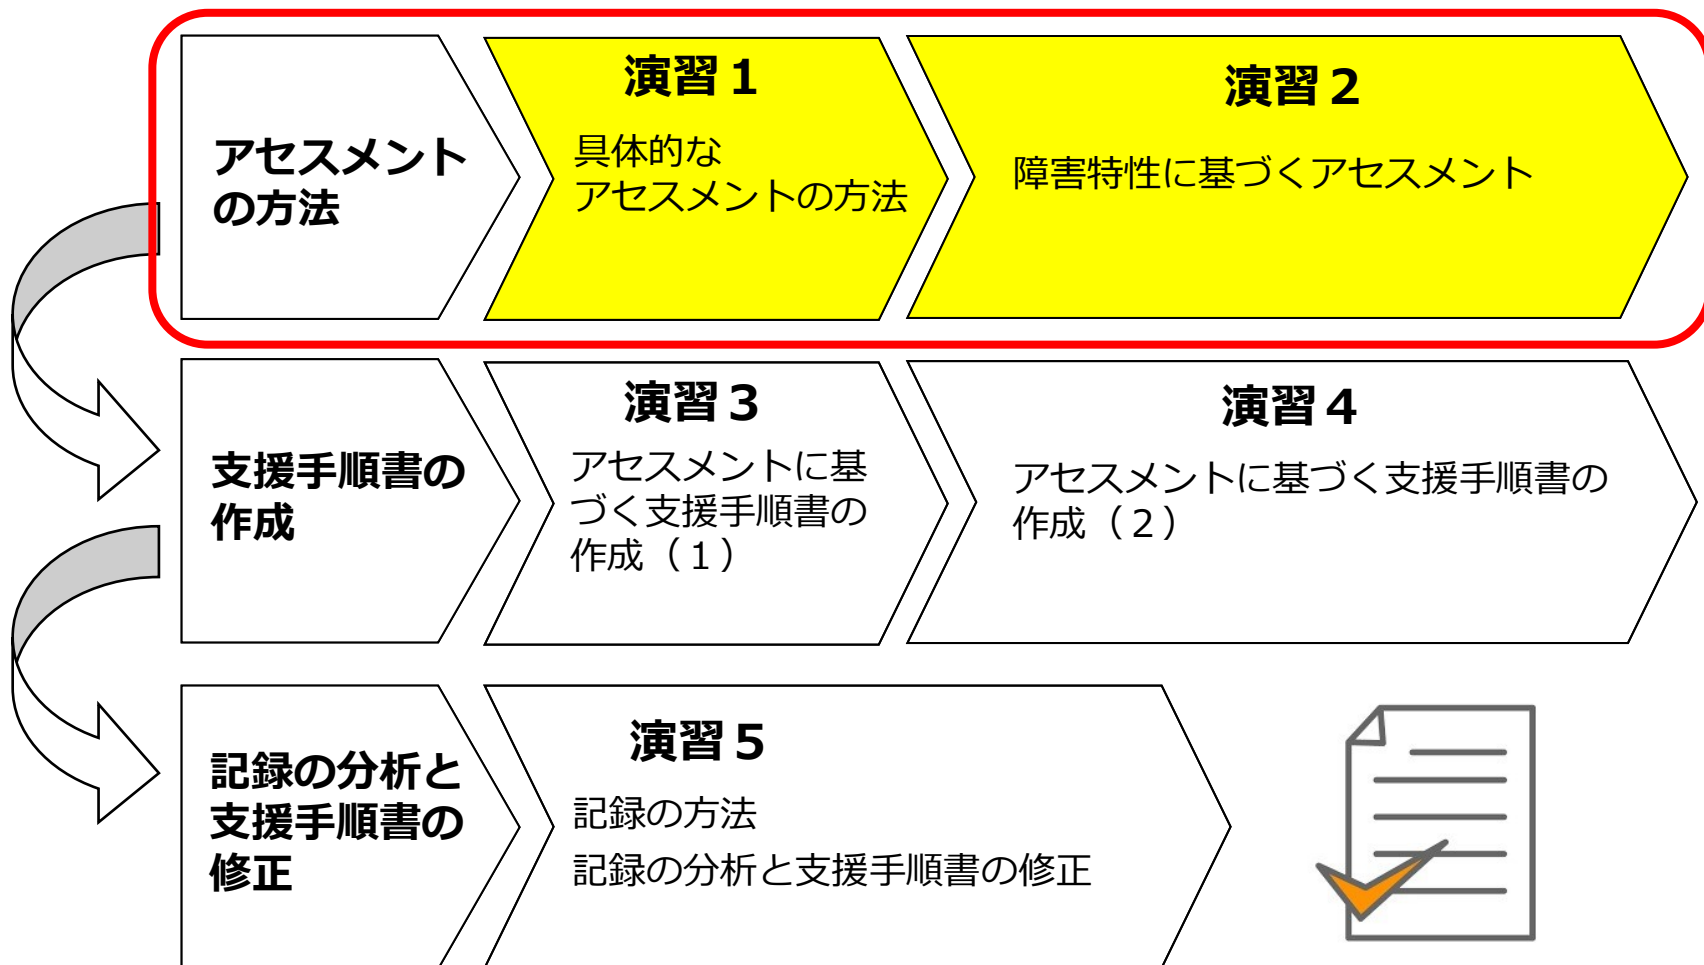 アセスメント
の方法
演習１
具体的な
アセスメントの方法
演習２
障害特性に基づくアセスメント
支援手順書の
作成
演習３
アセスメントに基
づく支援手順書の
作成（１）
演習４
アセスメントに基づく支援手順書の
作成（２）
記録の分析と
支援手順書の
修正
演習５
記録の方法
記録の分析と支援手順書の修正